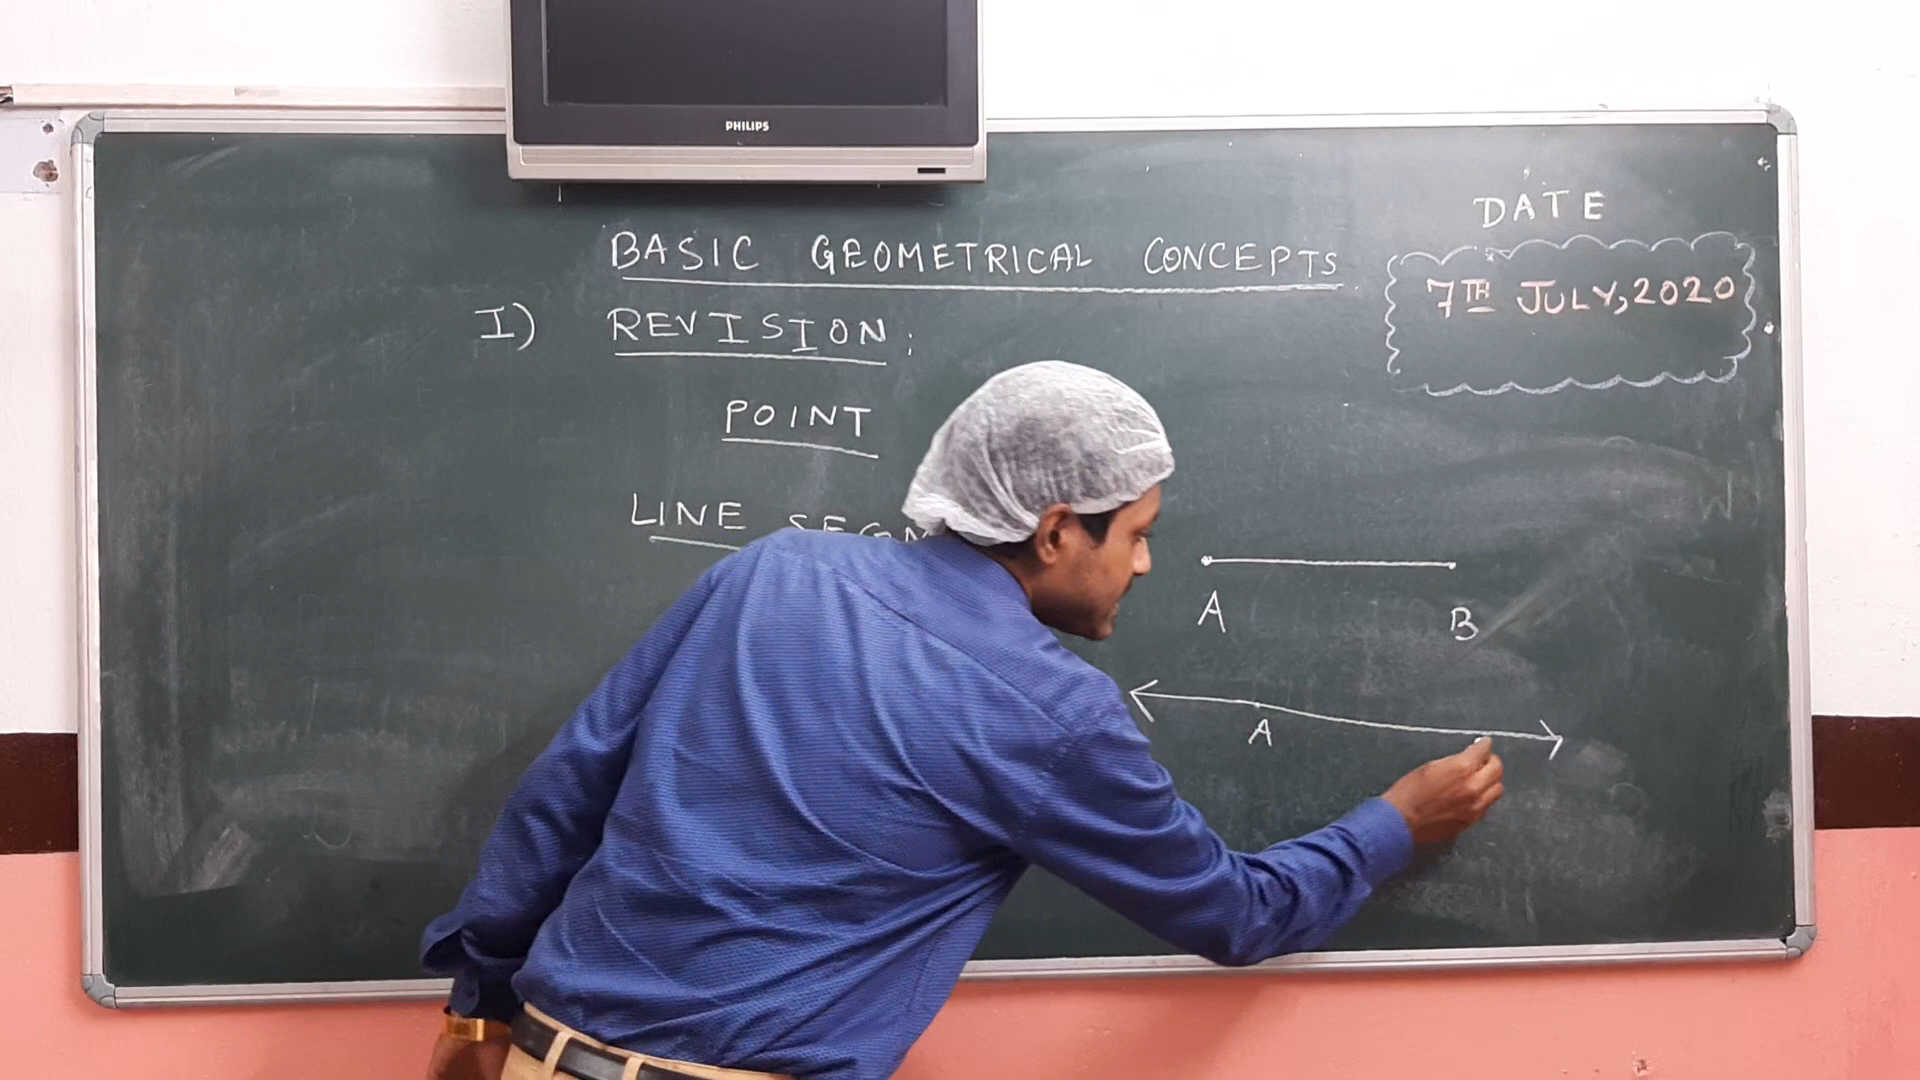 PHILIPS
DATE
BASIC GEOMETRICAL CONCEPTS
7TH JULY, 2020
I) REVISION:
POINT
LINE
A B
A